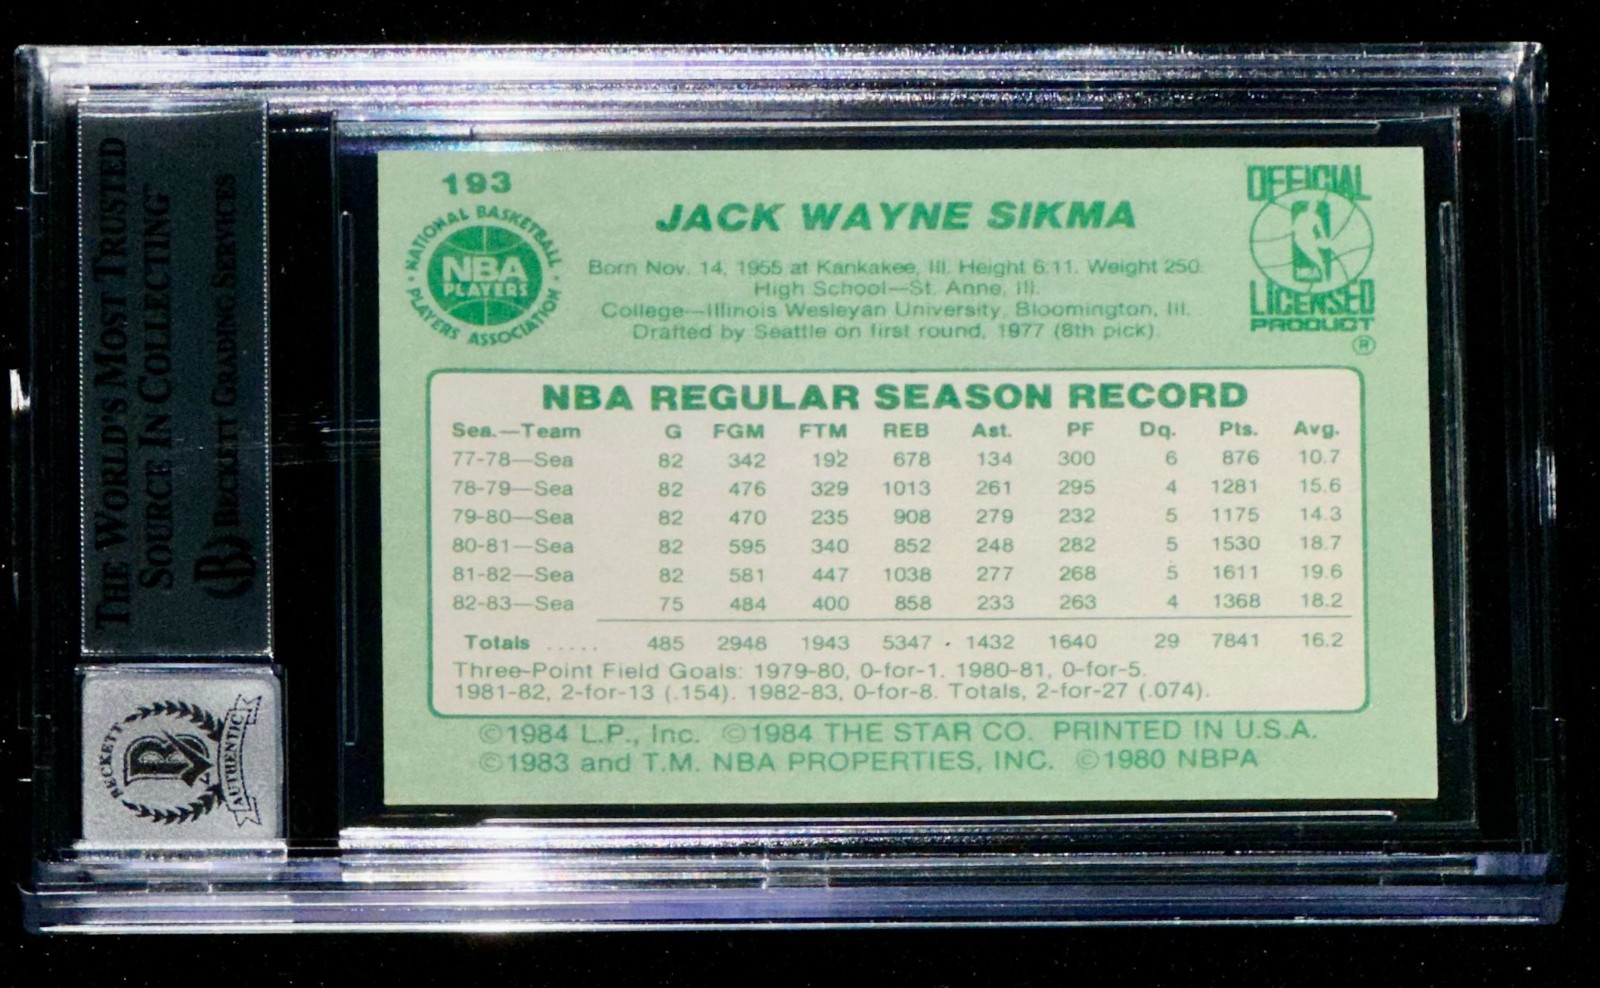 THE WORLD'S MOST TRUSTED
SOURCE IN COLLECTING™
BECKETT GRADING SERVICES
BECKETT
AUTHENTIC
193
NATIONAL BASKETBALL
NBA
PLAYERS
PLAYERS ASSOCIATION
JACK WAYNE SIKMA
Born Nov. 14, 1955 at Kankakee, Ill. Height 6:11. Weight 250.
High School—St. Anne, Ill.
College—Illinois Wesleyan University, Bloomington, Ill.
Drafted by Seattle on first round, 1977 (8th pick).
OFFICIAL
NBA
LICENSED
PRODUCT
®
NBA REGULAR SEASON RECORD
Sea.—Team G FGM FTM REB Ast. PF Dq. Pts. Avg.
77-78—Sea 82 342 192 678 134 300 6 876 10.7
78-79—Sea 82 476 329 1013 261 295 4 1281 15.6
79-80—Sea 82 470 235 908 279 232 5 1175 14.3
80-81—Sea 82 595 340 852 248 282 5 1530 18.7
81-82—Sea 82 581 447 1038 277 268 5 1611 19.6
82-83—Sea 75 484 400 858 233 263 4 1368 18.2
Totals ..... 485 2948 1943 5347 1432 1640 29 7841 16.2
Three-Point Field Goals: 1979-80, 0-for-1. 1980-81, 0-for-5.
1981-82, 2-for-13 (.154). 1982-83, 0-for-8. Totals, 2-for-27 (.074).
©1984 L.P., Inc. ©1984 THE STAR CO. PRINTED IN U.S.A.
©1983 and T.M. NBA PROPERTIES, INC. ©1980 NBPA